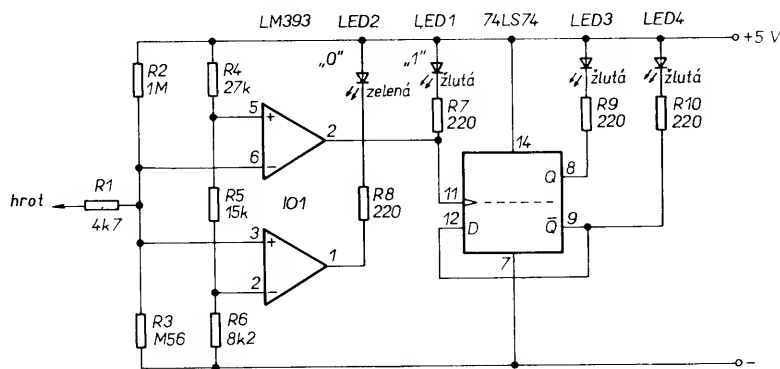 LM393 LED2 LED1 74LS74 LED3 LED4
+5 V
R2
1M
R4
27k
„0”
zelená
„1”
žlutá
R7
220
žlutá
R9
220
žlutá
R10
220
5
+
6
−
2
14
hrot
R1
4k7
R5
15k
IO1
R8
220
11
12
D
Q
8
Q̄
9
7
3
+
2
−
1
R3
M56
R6
8k2
−